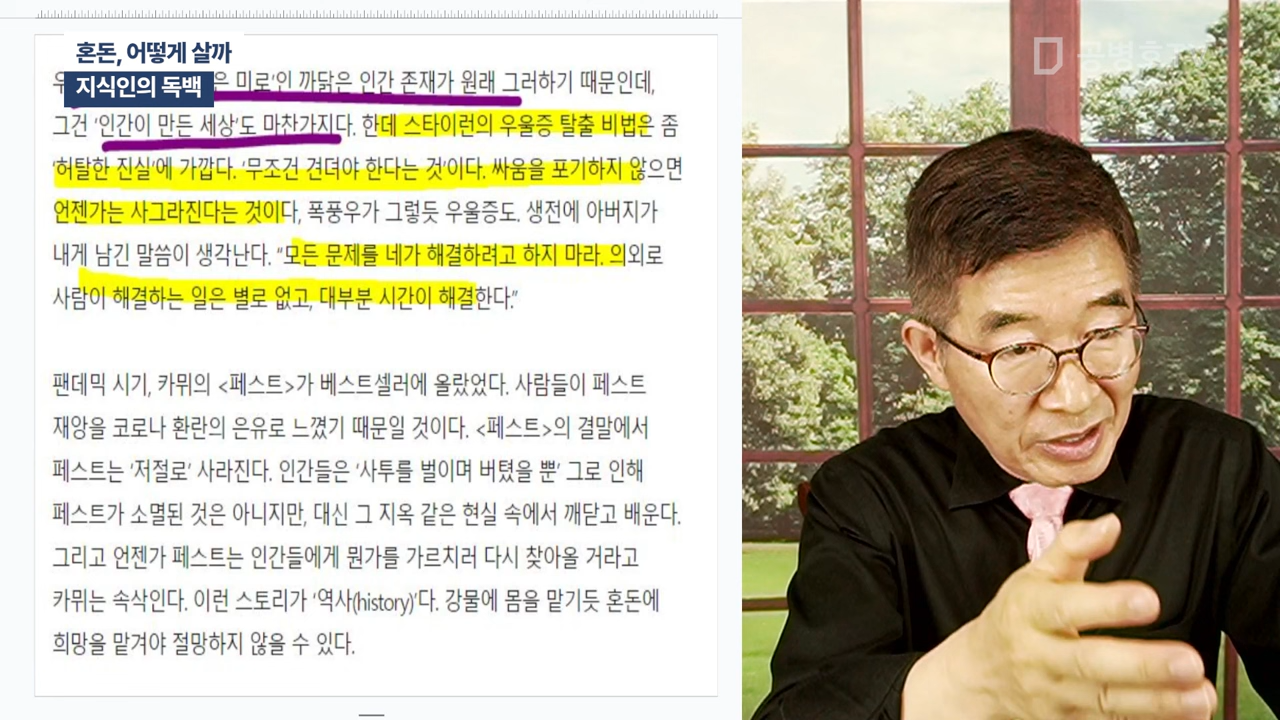 혼돈, 어떻게 살까
지식인의 독백
은 미로'인 까닭은 인간 존재가 원래 그러하기 때문인데,
그건 '인간이 만든 세상'도 마찬가지다. 한데 스타이런의 우울증 탈출 비법은 좀
'허탈한 진실'에 가깝다. '무조건 견뎌야 한다는 것'이다. 싸움을 포기하지 않으면
언젠가는 사그라진다는 것이다, 폭풍우가 그렇듯 우울증도. 생전에 아버지가
내게 남긴 말씀이 생각난다. "모든 문제를 네가 해결하려고 하지 마라. 의외로
사람이 해결하는 일은 별로 없고, 대부분 시간이 해결한다."
팬데믹 시기, 카뮈의 <페스트>가 베스트셀러에 올랐었다. 사람들이 페스트
재앙을 코로나 환란의 은유로 느꼈기 때문일 것이다. <페스트>의 결말에서
페스트는 '저절로' 사라진다. 인간들은 '사투를 벌이며 버텼을 뿐' 그로 인해
페스트가 소멸된 것은 아니지만, 대신 그 지옥 같은 현실 속에서 깨닫고 배운다.
그리고 언젠가 페스트는 인간들에게 뭔가를 가르치러 다시 찾아올 거라고
카뮈는 속삭인다. 이런 스토리가 '역사(history)'다. 강물에 몸을 맡기듯 혼돈에
희망을 맡겨야 절망하지 않을 수 있다.